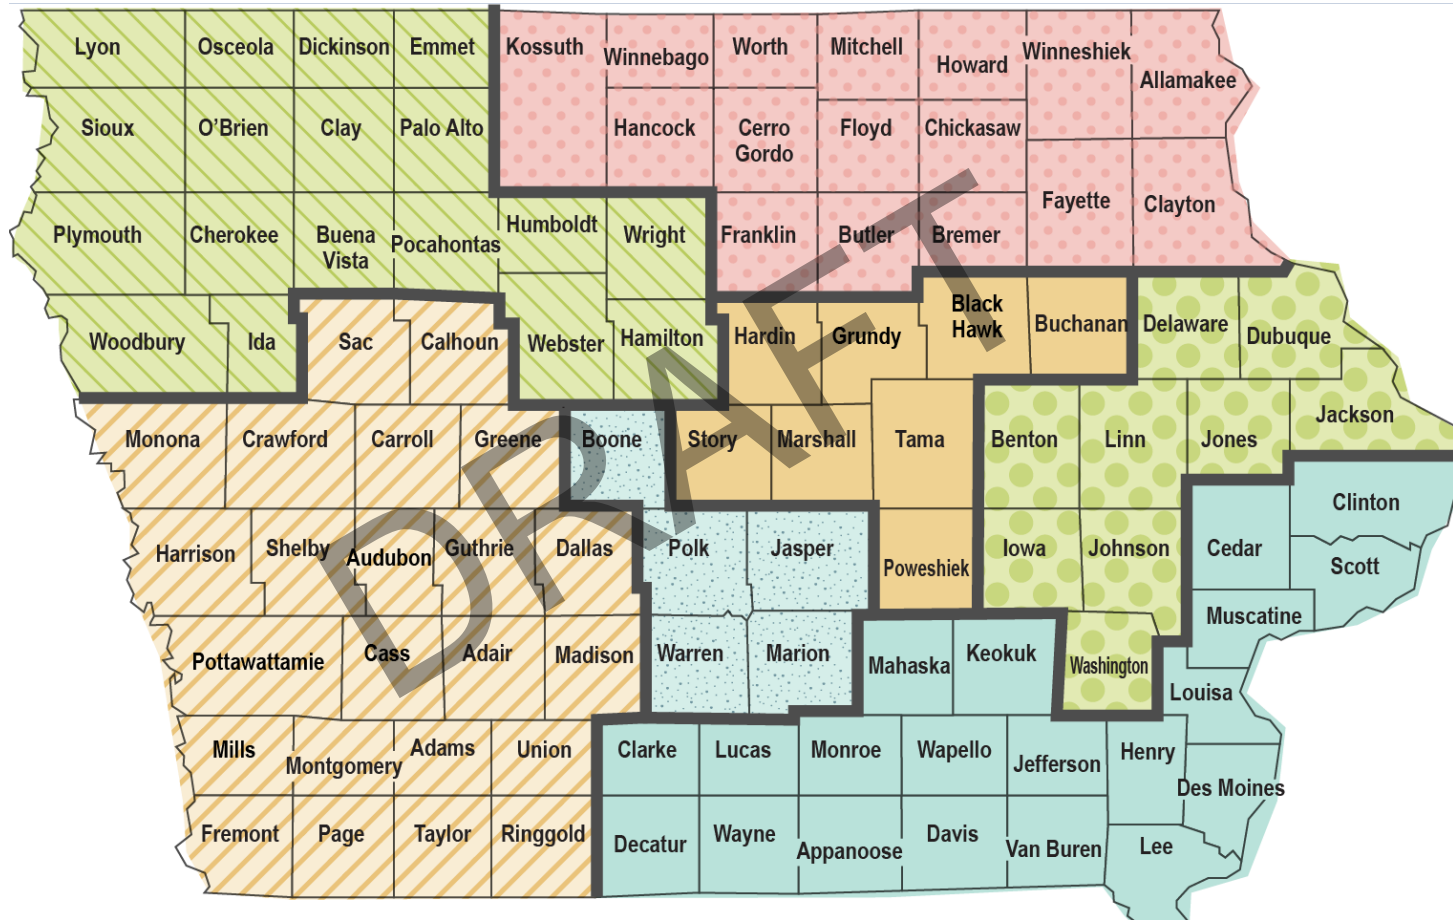 Lyon
Osceola
Dickinson
Emmet
Kossuth
Winnebago
Worth
Mitchell
Howard
Winneshiek
Allamakee
Sioux
O'Brien
Clay
Palo Alto
Hancock
Cerro
Gordo
Floyd
Chickasaw
Fayette
Clayton
Plymouth
Cherokee
Buena
Vista
Pocahontas
Humboldt
Wright
Franklin
Butler
Bremer
Woodbury
Ida
Sac
Calhoun
Webster
Hamilton
Hardin
Grundy
Black
Hawk
Buchanan
Delaware
Dubuque
Monona
Crawford
Carroll
Greene
Boone
Story
Marshall
Tama
Benton
Linn
Jones
Jackson
Harrison
Shelby
Audubon
Guthrie
Dallas
Polk
Jasper
Poweshiek
Iowa
Johnson
Cedar
Clinton
Scott
Muscatine
Pottawattamie
Cass
Adair
Madison
Warren
Marion
Mahaska
Keokuk
Washington
Louisa
Mills
Montgomery
Adams
Union
Clarke
Lucas
Monroe
Wapello
Jefferson
Henry
Des Moines
Fremont
Page
Taylor
Ringgold
Decatur
Wayne
Appanoose
Davis
Van Buren
Lee
DRAFT